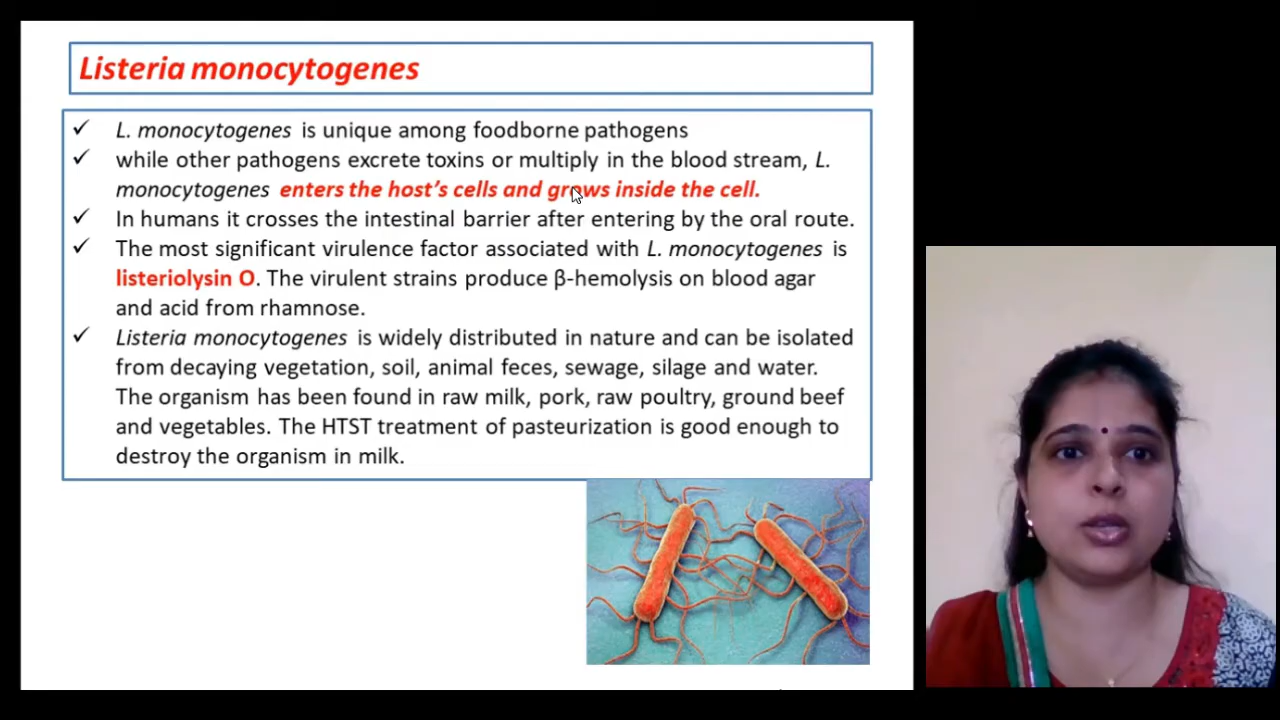 Listeria monocytogenes
✓ L. monocytogenes is unique among foodborne pathogens
✓ while other pathogens excrete toxins or multiply in the blood stream, L.
monocytogenes enters the host's cells and grows inside the cell.
✓ In humans it crosses the intestinal barrier after entering by the oral route.
✓ The most significant virulence factor associated with L. monocytogenes is
listeriolysin O. The virulent strains produce β-hemolysis on blood agar
and acid from rhamnose.
✓ Listeria monocytogenes is widely distributed in nature and can be isolated
from decaying vegetation, soil, animal feces, sewage, silage and water.
The organism has been found in raw milk, pork, raw poultry, ground beef
and vegetables. The HTST treatment of pasteurization is good enough to
destroy the organism in milk.